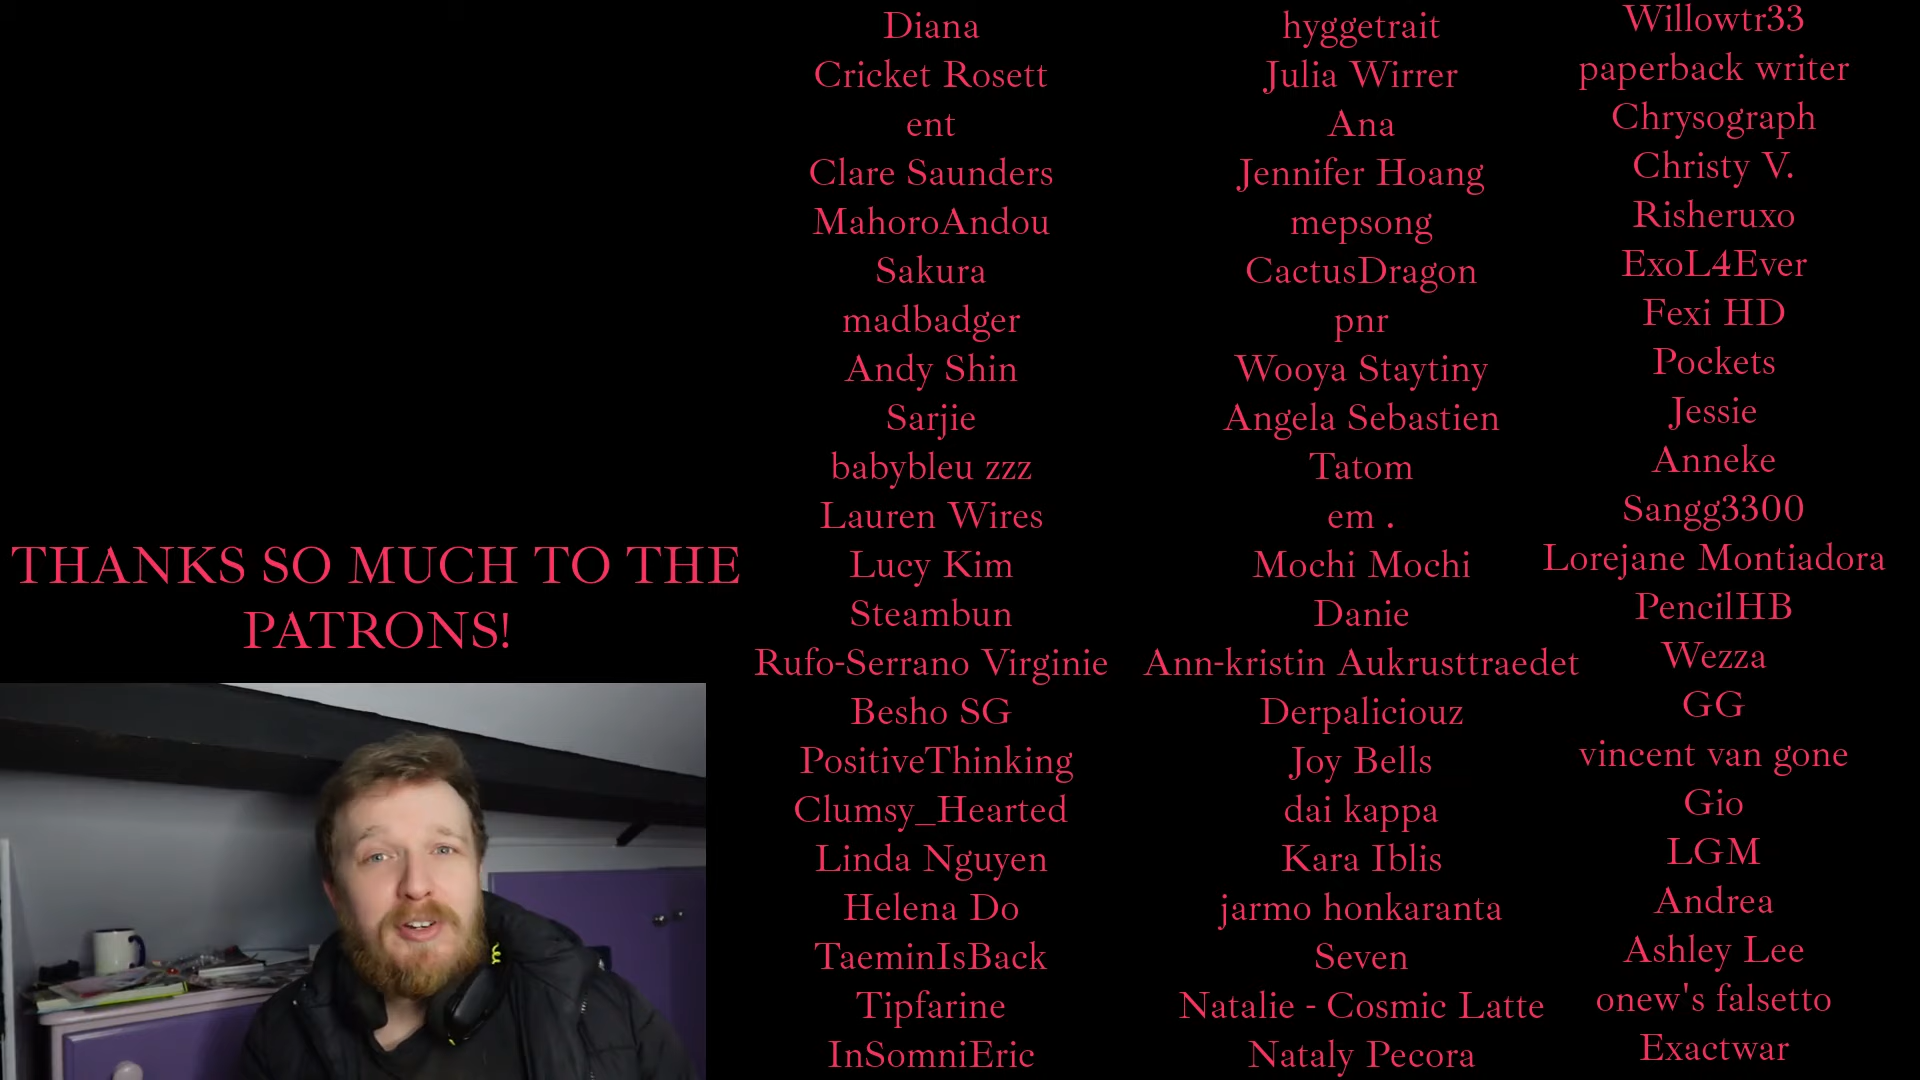 THANKS SO MUCH TO THE
PATRONS!
Diana
Cricket Rosett
ent
Clare Saunders
MahoroAndou
Sakura
madbadger
Andy Shin
Sarjie
babybleu zzz
Lauren Wires
Lucy Kim
Steambun
Rufo-Serrano Virginie
Besho SG
PositiveThinking
Clumsy_Hearted
Linda Nguyen
Helena Do
TaeminIsBack
Tipfarine
InSomniEric
hyggetrait
Julia Wirrer
Ana
Jennifer Hoang
mepsong
CactusDragon
pnr
Wooya Staytiny
Angela Sebastien
Tatom
em .
Mochi Mochi
Danie
Ann-kristin Aukrusttraedet
Derpaliciouz
Joy Bells
dai kappa
Kara Iblis
jarmo honkaranta
Seven
Natalie - Cosmic Latte
Nataly Pecora
Willowtr33
paperback writer
Chrysograph
Christy V.
Risheruxo
ExoL4Ever
Fexi HD
Pockets
Jessie
Anneke
Sangg3300
Lorejane Montiadora
PencilHB
Wezza
GG
vincent van gone
Gio
LGM
Andrea
Ashley Lee
onew's falsetto
Exactwar